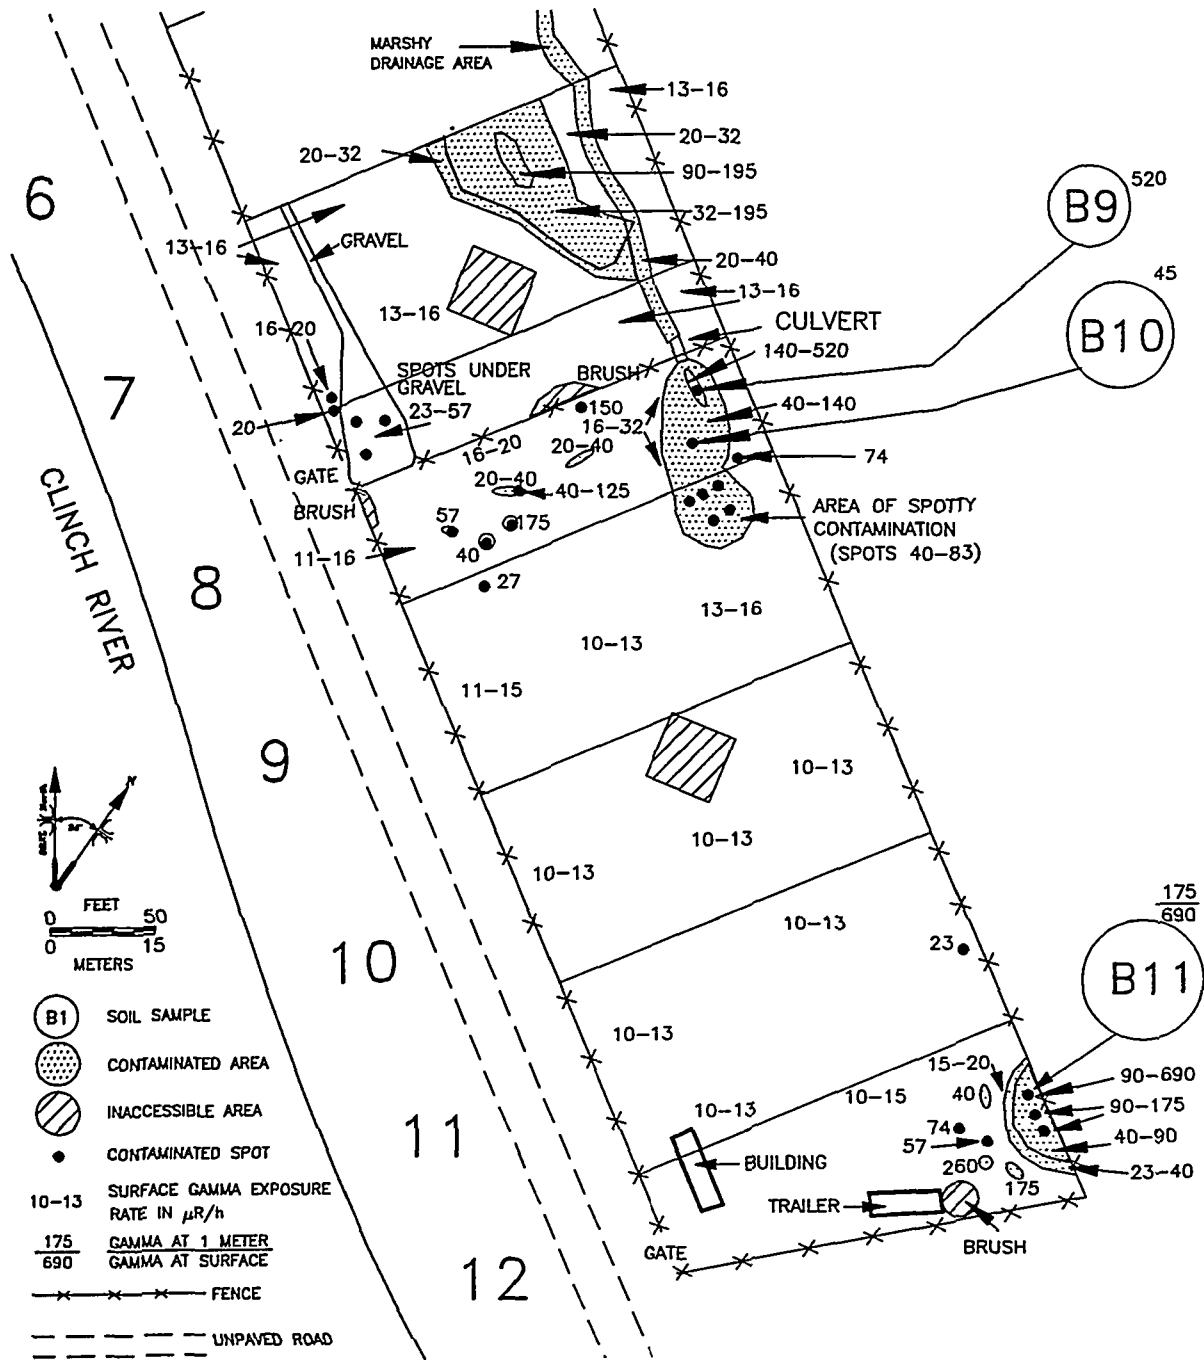 MARSHY
DRAINAGE AREA
13-16
20-32
20-32
90-195
B9
520
6
32-195
13-16
GRAVEL
20-40
45
13-16
13-16
B10
16-20
CULVERT
140-520
SPOTS UNDER
GRAVEL
BRUSH
7
23-57
150
40-140
16-32
20
16-20
20-40
74
GATE
20-40
40-125
BRUSH
AREA OF SPOTTY
CONTAMINATION
(SPOTS 40-83)
57
175
11-16
40
CLINCH RIVER
8
27
13-16
10-13
11-15
9
10-13
10-13
N
10-13
FEET
0 50
0 15
METERS
10-13
175
690
23
10
B11
B1 SOIL SAMPLE
10-13
CONTAMINATED AREA
15-20
90-690
40
10-15
10-13
90-175
INACCESSIBLE AREA
11
74
40-90
CONTAMINATED SPOT
57
BUILDING
260
23-40
175
10-13 SURFACE GAMMA EXPOSURE
RATE IN μR/h
TRAILER
175 GAMMA AT 1 METER
690 GAMMA AT SURFACE
GATE
BRUSH
12
FENCE
UNPAVED ROAD